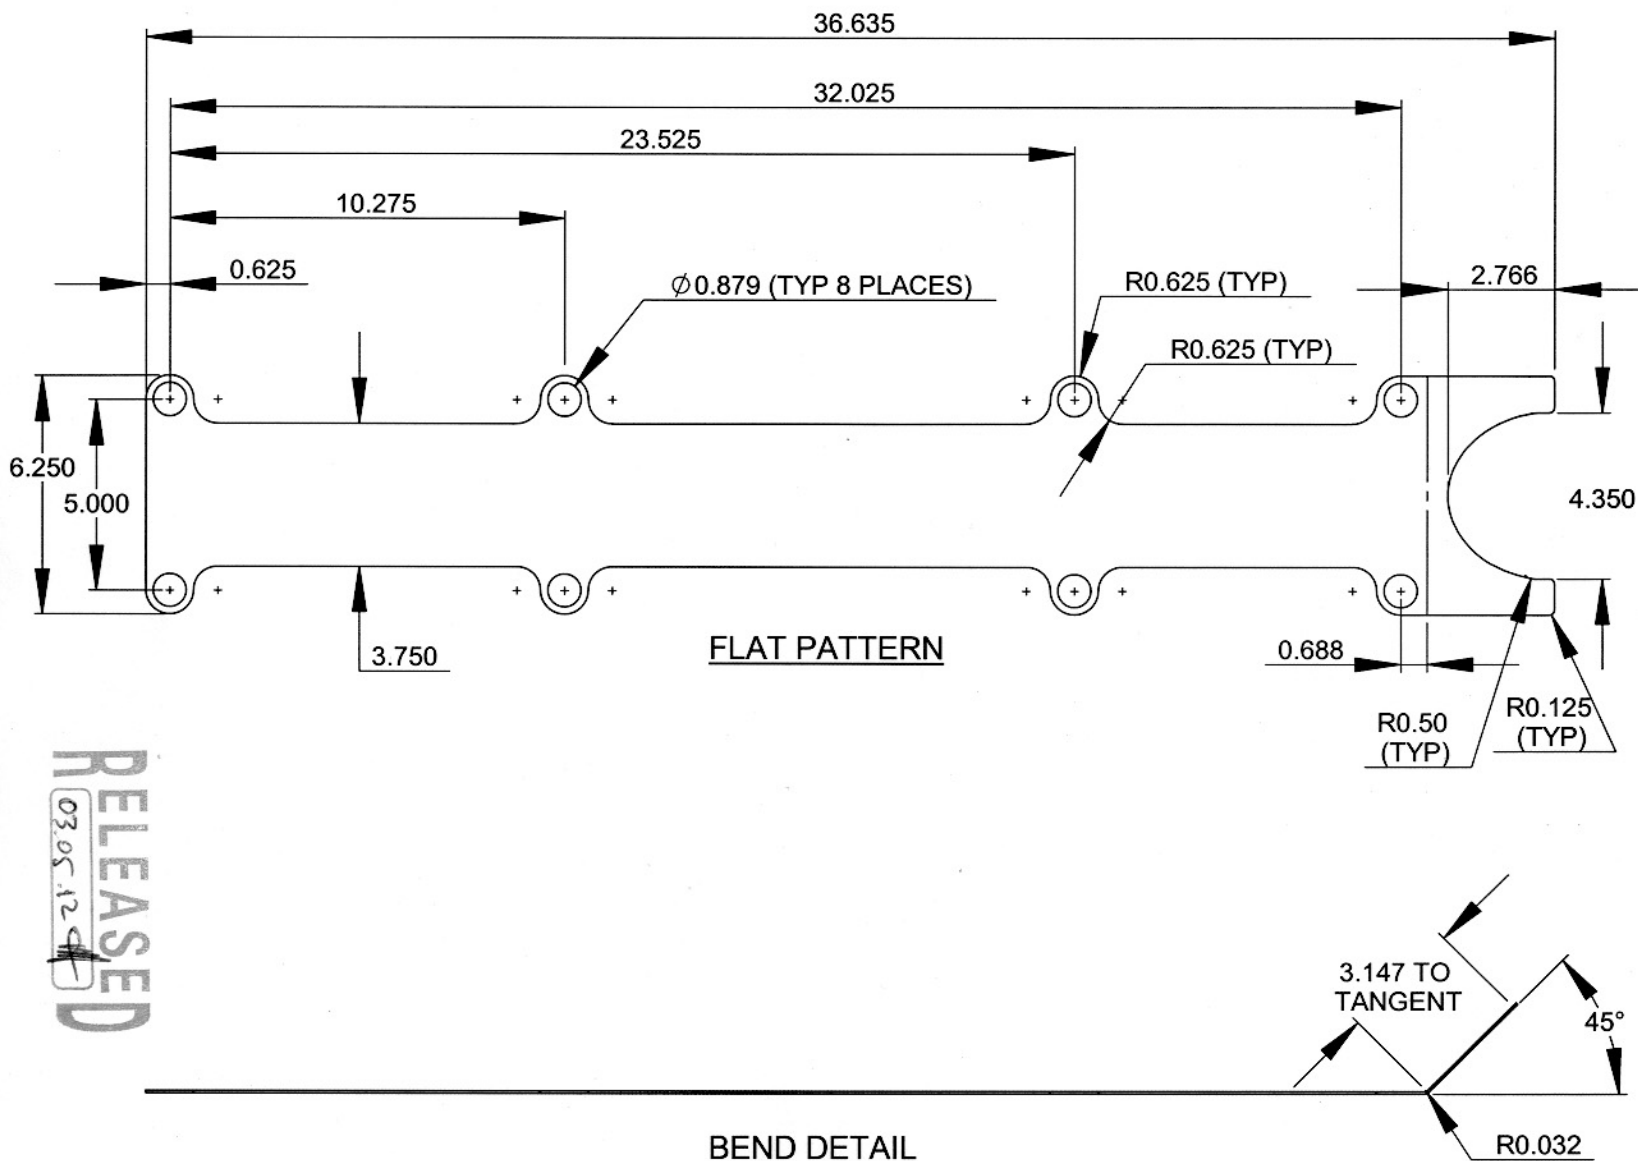 36.635
32.025
23.525
10.275
0.625
Ø0.879 (TYP 8 PLACES)
R0.625 (TYP)
2.766
R0.625 (TYP)
6.250
5.000
4.350
3.750
FLAT PATTERN
0.688
R0.50
(TYP)
R0.125
(TYP)
RELEASED
03.05.12
3.147 TO
TANGENT
45°
BEND DETAIL
R0.032